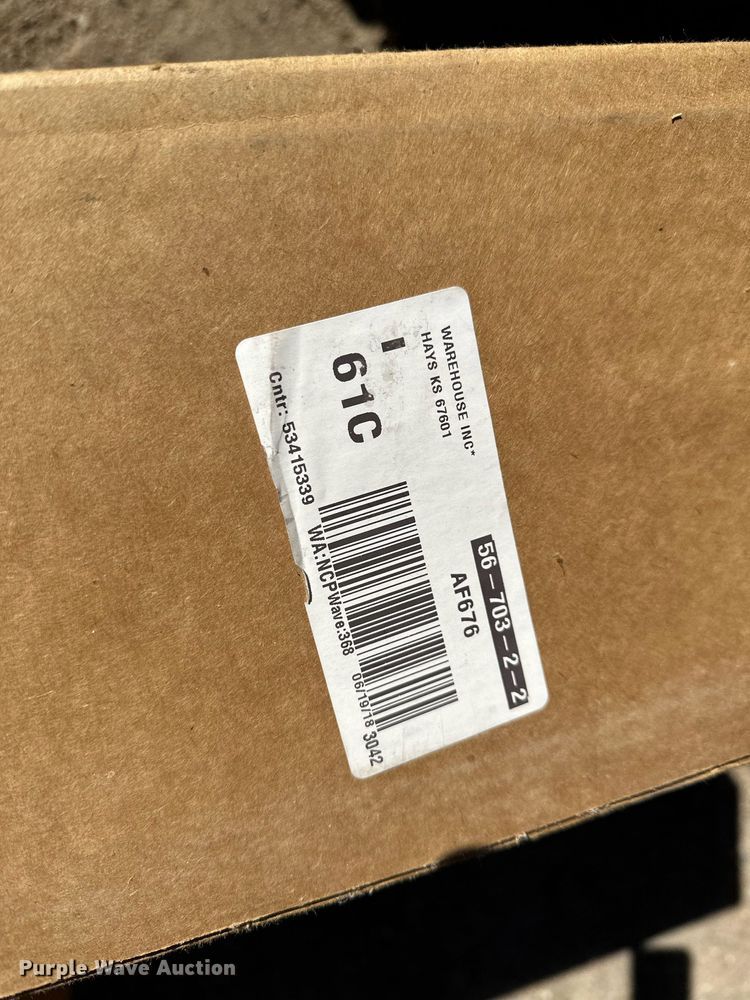 WAREHOUSE INC*
HAYS KS 67601
56-703-2-2
AF676
61C
Cntr: 53415339 WA:NCPWave:368 06/19/18 3042
Purple Wave Auction